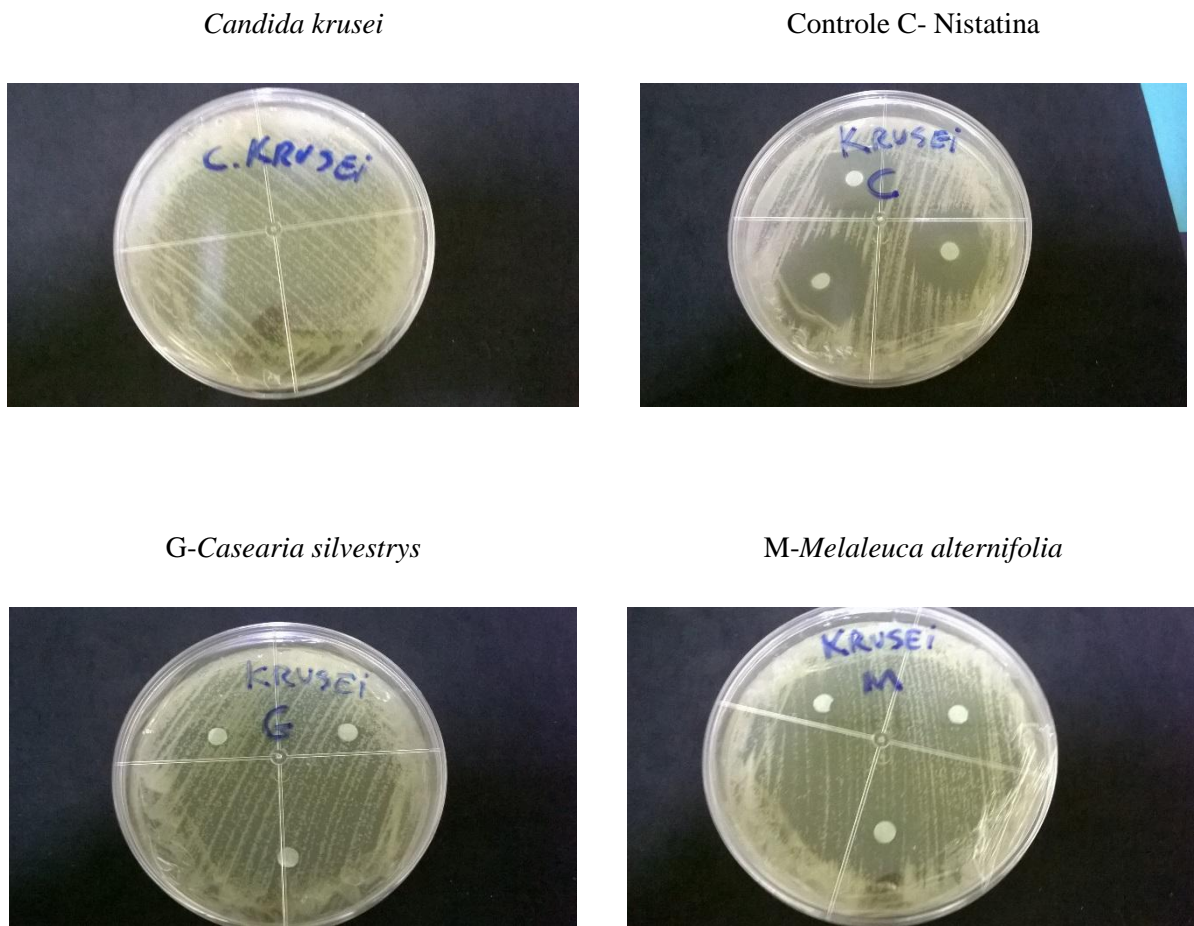 Candida krusei
Controle C- Nistatina
C. KRUSEi
KRUSEi
C
G-Casearia silvestrys
M-Melaleuca alternifolia
KRUSEi
G
KRUSEi
M